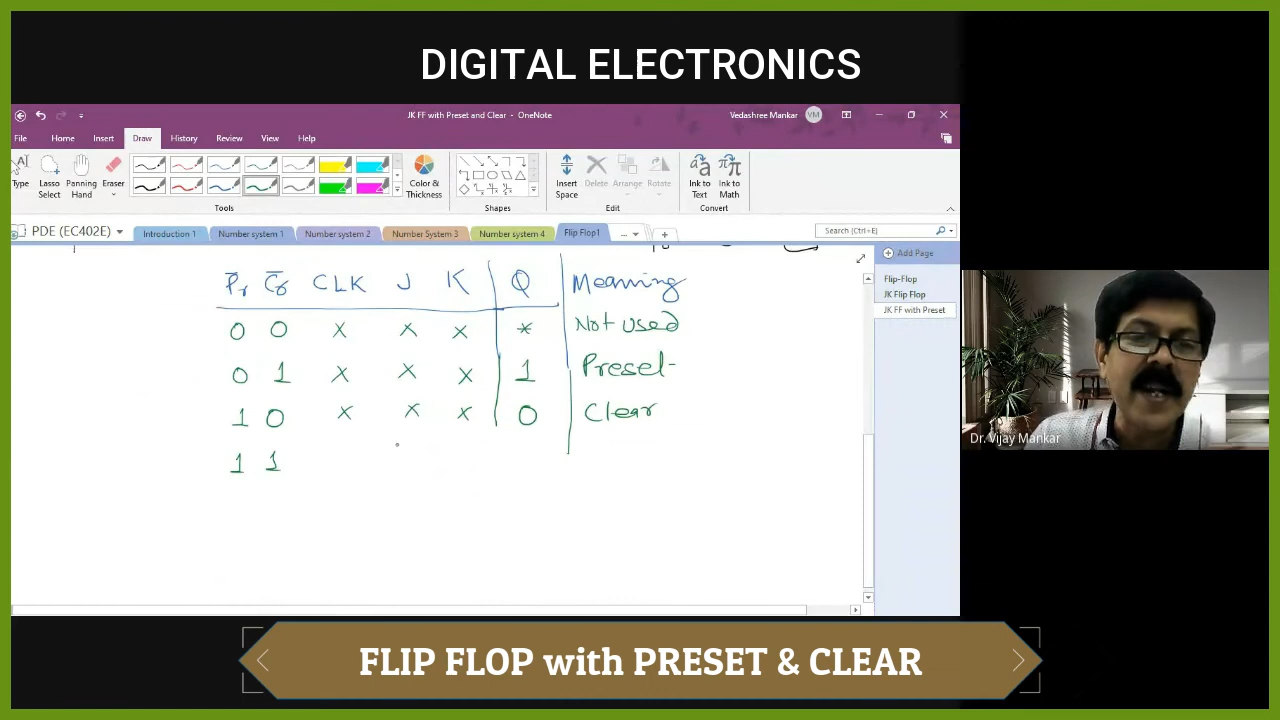 DIGITAL ELECTRONICS
JK FF with Preset and Clear - OneNote
Vedashree Mankar
VM
File Home Insert Draw History Review View Help
Type
Lasso Select
Panning Hand
Eraser
Color & Thickness
Insert Space
Delete
Arrange
Rotate
Ink to Text
Ink to Math
Tools
Shapes
Edit
Convert
PDE (EC402E)
Introduction 1
Number system 1
Number system 2
Number System 3
Number system 4
Flip Flop1
...
Search (Ctrl+E)
Add Page
Flip-Flop
JK Flip Flop
JK FF with Preset
P̅r C̅r CLK J K Q Meaning
0 0 x x x * Not used
0 1 x x x 1 Preset
1 0 x x x 0 Clear
1 1
Dr. Vijay Mankar
FLIP FLOP with PRESET & CLEAR